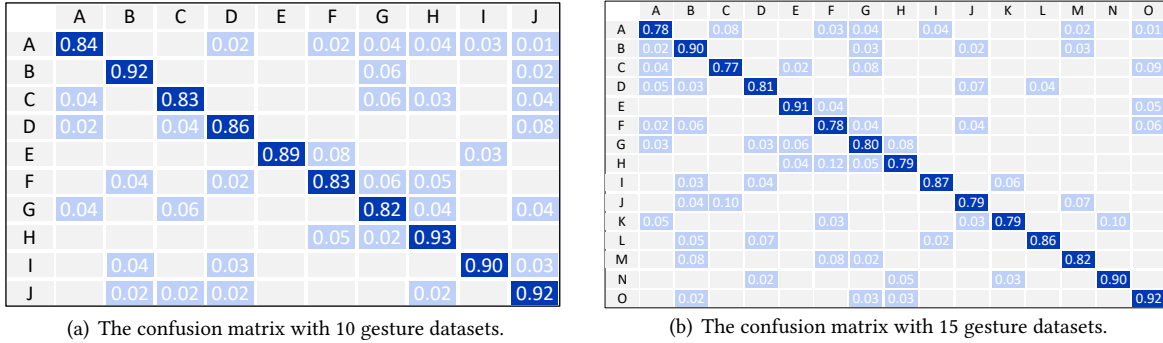 A B C D E F G H I J
A 0.84 0.02 0.02 0.04 0.04 0.03 0.01
B 0.92 0.06 0.02
C 0.04 0.83 0.06 0.03 0.04
D 0.02 0.04 0.86 0.08
E 0.89 0.08 0.03
F 0.04 0.02 0.83 0.06 0.05
G 0.04 0.06 0.82 0.04 0.04
H 0.05 0.02 0.93
I 0.04 0.03 0.90 0.03
J 0.02 0.02 0.02 0.02 0.92
(a) The confusion matrix with 10 gesture datasets.
A B C D E F G H I J K L M N O
A 0.78 0.08 0.03 0.04 0.04 0.02 0.01
B 0.02 0.90 0.03 0.02 0.03
C 0.04 0.77 0.02 0.08 0.09
D 0.05 0.03 0.81 0.07 0.04
E 0.91 0.04 0.05
F 0.02 0.06 0.78 0.04 0.04 0.06
G 0.03 0.03 0.06 0.80 0.08
H 0.04 0.12 0.05 0.79
I 0.03 0.04 0.87 0.06
J 0.04 0.10 0.79 0.07
K 0.05 0.03 0.03 0.79 0.10
L 0.05 0.07 0.02 0.86
M 0.08 0.08 0.02 0.82
N 0.02 0.05 0.03 0.90
O 0.02 0.03 0.03 0.92
(b) The confusion matrix with 15 gesture datasets.